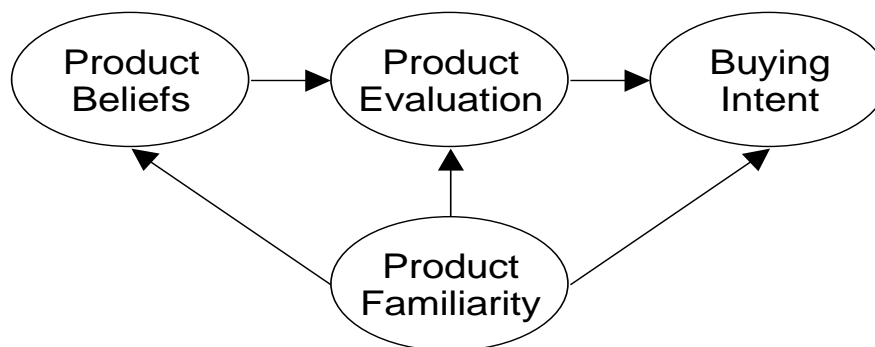 Product
Beliefs
Product
Evaluation
Buying
Intent
Product
Familiarity